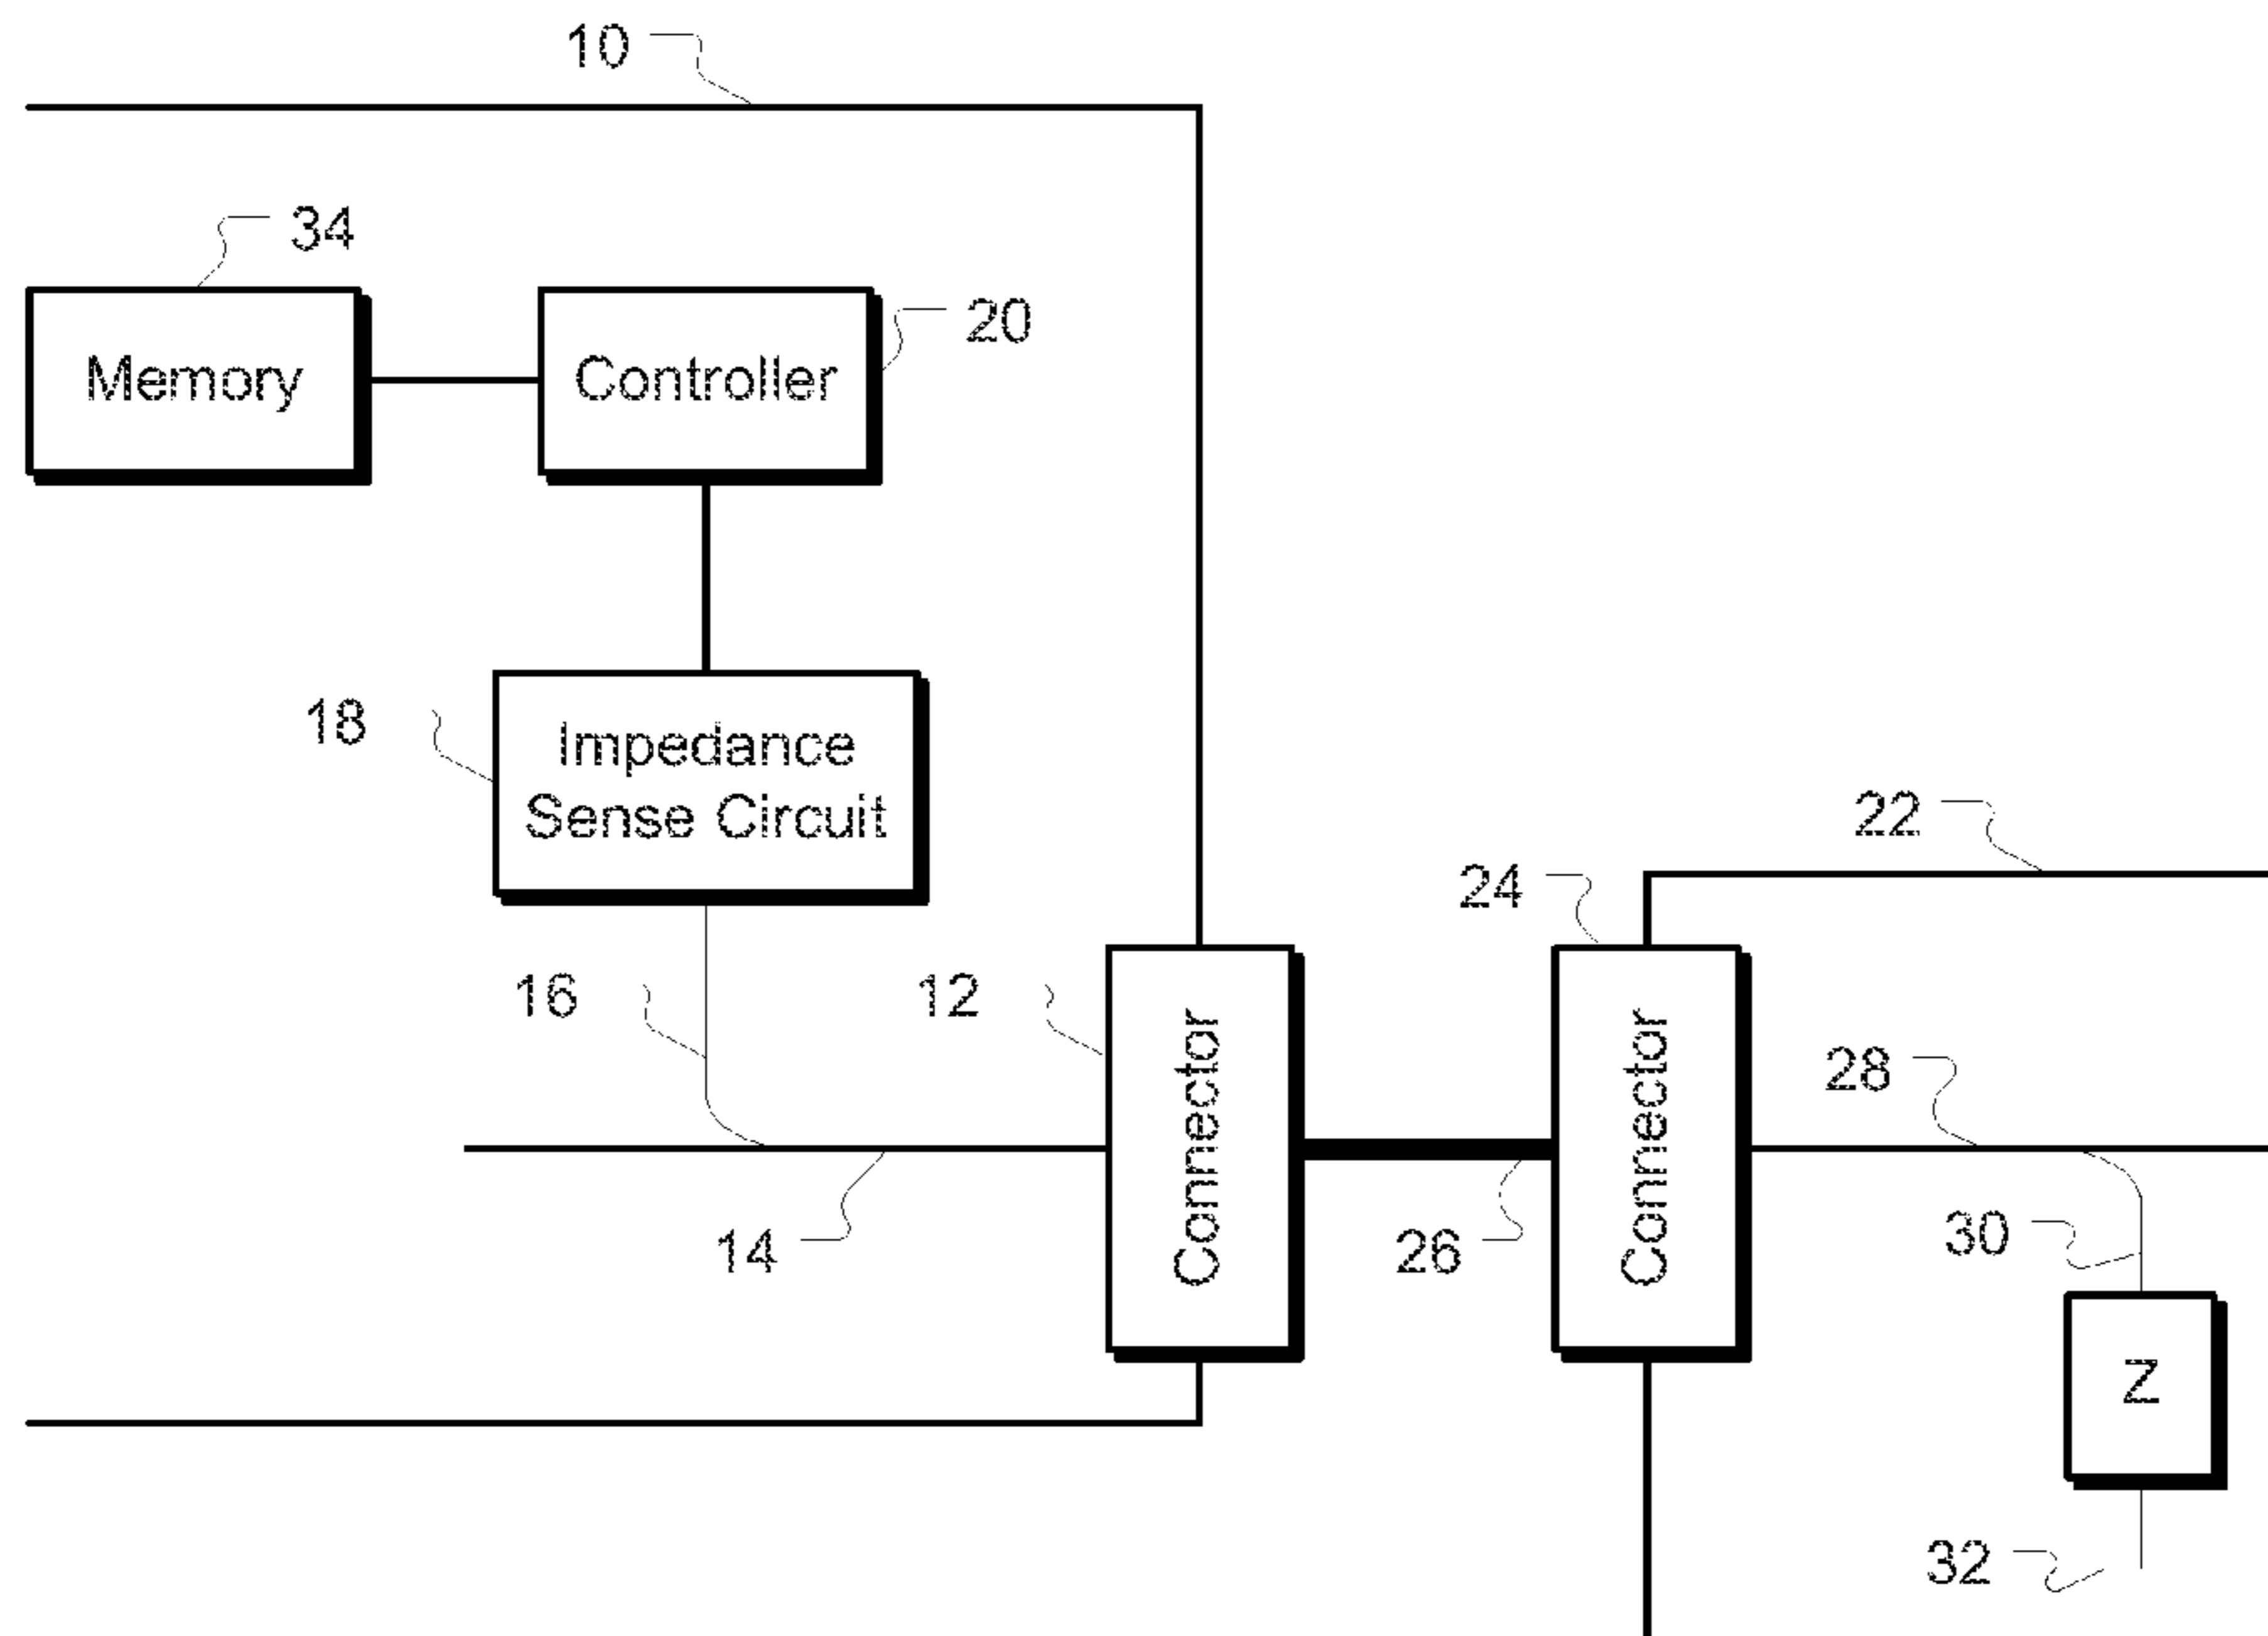 10
34
20
Memory
Controller
18
Impedance
Sense Circuit
22
24
16
12
Connector
Connector
28
14
26
30
Z
32